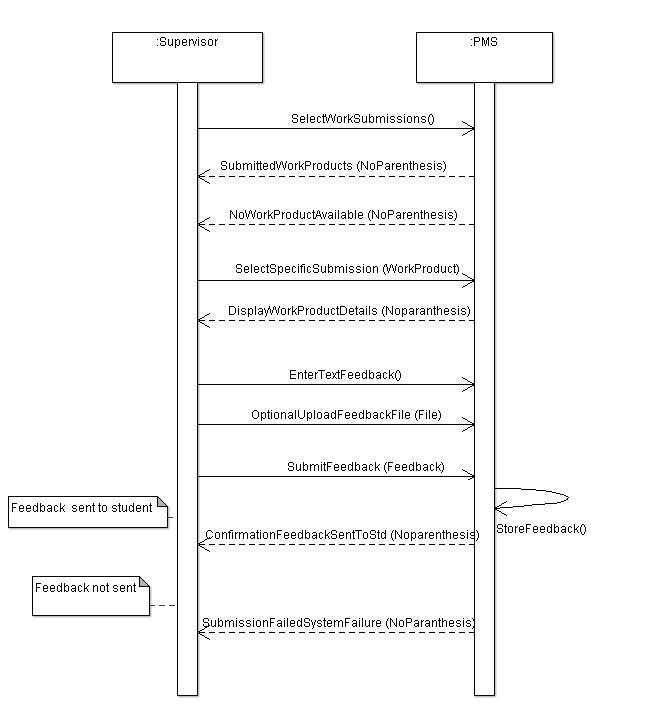 :Supervisor
:PMS
SelectWorkSubmissions()
SubmittedWorkProducts (NoParenthesis)
NoWorkProductAvailable (NoParenthesis)
SelectSpecificSubmission (WorkProduct)
DisplayWorkProductDetails (Noparanthesis)
EnterTextFeedback()
OptionalUploadFeedbackFile (File)
SubmitFeedback (Feedback)
Feedback sent to student
StoreFeedback()
ConfirmationFeedbackSentToStd (Noparenthesis)
Feedback not sent
SubmissionFailedSystemFailure (NoParanthesis)